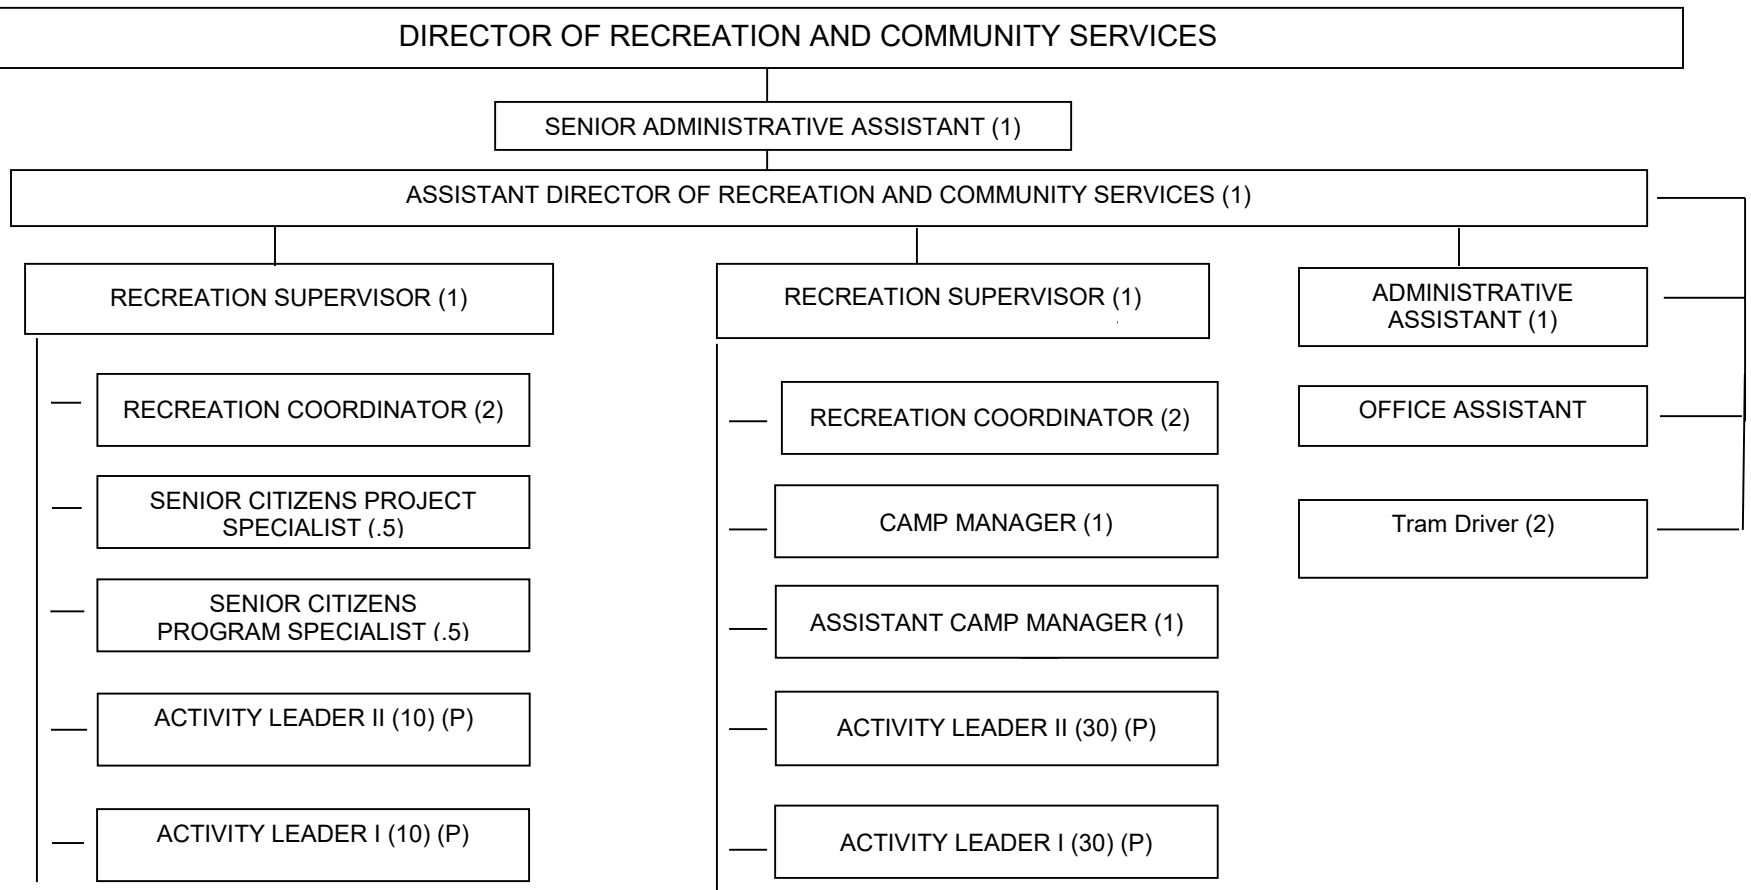 DIRECTOR OF RECREATION AND COMMUNITY SERVICES
SENIOR ADMINISTRATIVE ASSISTANT (1)
ASSISTANT DIRECTOR OF RECREATION AND COMMUNITY SERVICES (1)
RECREATION SUPERVISOR (1)
RECREATION COORDINATOR (2)
SENIOR CITIZENS PROJECT
SPECIALIST (.5)
SENIOR CITIZENS
PROGRAM SPECIALIST (.5)
ACTIVITY LEADER II (10) (P)
ACTIVITY LEADER I (10) (P)
RECREATION SUPERVISOR (1)
RECREATION COORDINATOR (2)
CAMP MANAGER (1)
ASSISTANT CAMP MANAGER (1)
ACTIVITY LEADER II (30) (P)
ACTIVITY LEADER I (30) (P)
ADMINISTRATIVE
ASSISTANT (1)
OFFICE ASSISTANT
Tram Driver (2)